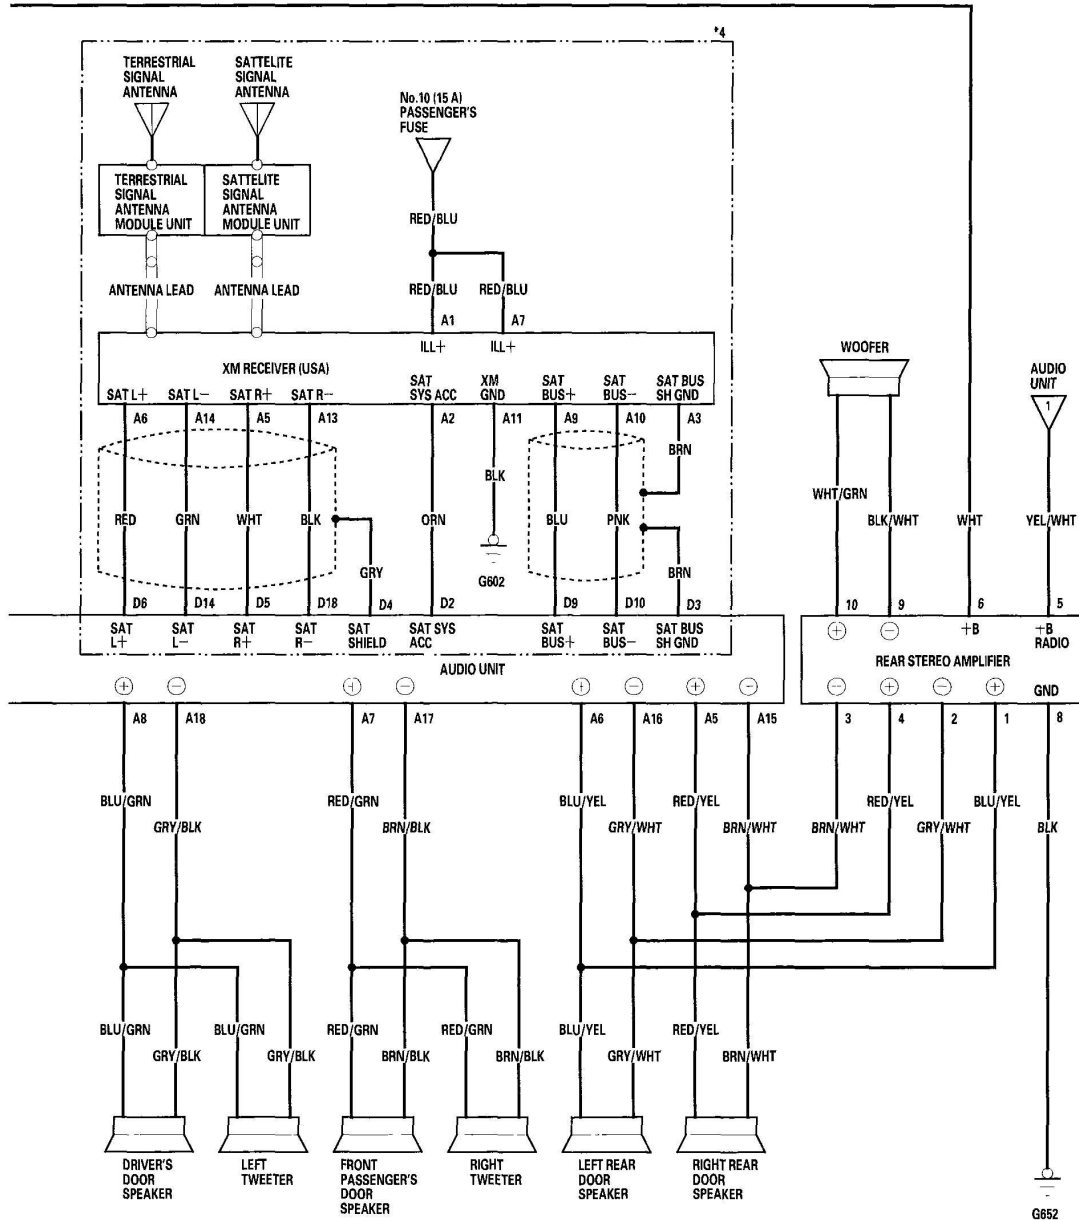 *4
TERRESTRIAL
SIGNAL
ANTENNA
SATTELITE
SIGNAL
ANTENNA
No.10 (15 A)
PASSENGER'S
FUSE
TERRESTRIAL
SIGNAL
ANTENNA
MODULE UNIT
SATTELITE
SIGNAL
ANTENNA
MODULE UNIT
RED/BLU
ANTENNA LEAD
ANTENNA LEAD
RED/BLU
RED/BLU
A1
A7
ILL+
ILL+
XM RECEIVER (USA)
SAT L+
SAT L−
SAT R+
SAT R−
SAT
SYS ACC
XM
GND
SAT
BUS+
SAT
BUS−
SAT BUS
SH GND
A6
A14
A5
A13
A2
A11
A9
A10
A3
WOOFER
AUDIO
UNIT
1
BRN
BLK
WHT/GRN
RED
GRN
WHT
BLK
ORN
BLU
PNK
BLK/WHT
WHT
YEL/WHT
GRY
G602
BRN
D6
D14
D5
D18
D4
D2
D9
D10
D3
10
9
6
5
SAT
L+
SAT
L−
SAT
R+
SAT
R−
SAT
SHIELD
SAT SYS
ACC
SAT
BUS+
SAT
BUS−
SAT BUS
SH GND
+
−
+B
+B
RADIO
AUDIO UNIT
REAR STEREO AMPLIFIER
+
−
+
−
+
−
+
−
−
+
−
+
GND
A8
A18
A7
A17
A6
A16
A5
A15
3
4
2
1
8
BLU/GRN
RED/GRN
BLU/YEL
RED/YEL
RED/YEL
BLU/YEL
GRY/BLK
BRN/BLK
GRY/WHT
BRN/WHT
BRN/WHT
GRY/WHT
BLK
BLU/GRN
BLU/GRN
RED/GRN
RED/GRN
BLU/YEL
RED/YEL
GRY/BLK
GRY/BLK
BRN/BLK
BRN/BLK
GRY/WHT
BRN/WHT
DRIVER'S
DOOR
SPEAKER
LEFT
TWEETER
FRONT
PASSENGER'S
DOOR
SPEAKER
RIGHT
TWEETER
LEFT REAR
DOOR
SPEAKER
RIGHT REAR
DOOR
SPEAKER
G652